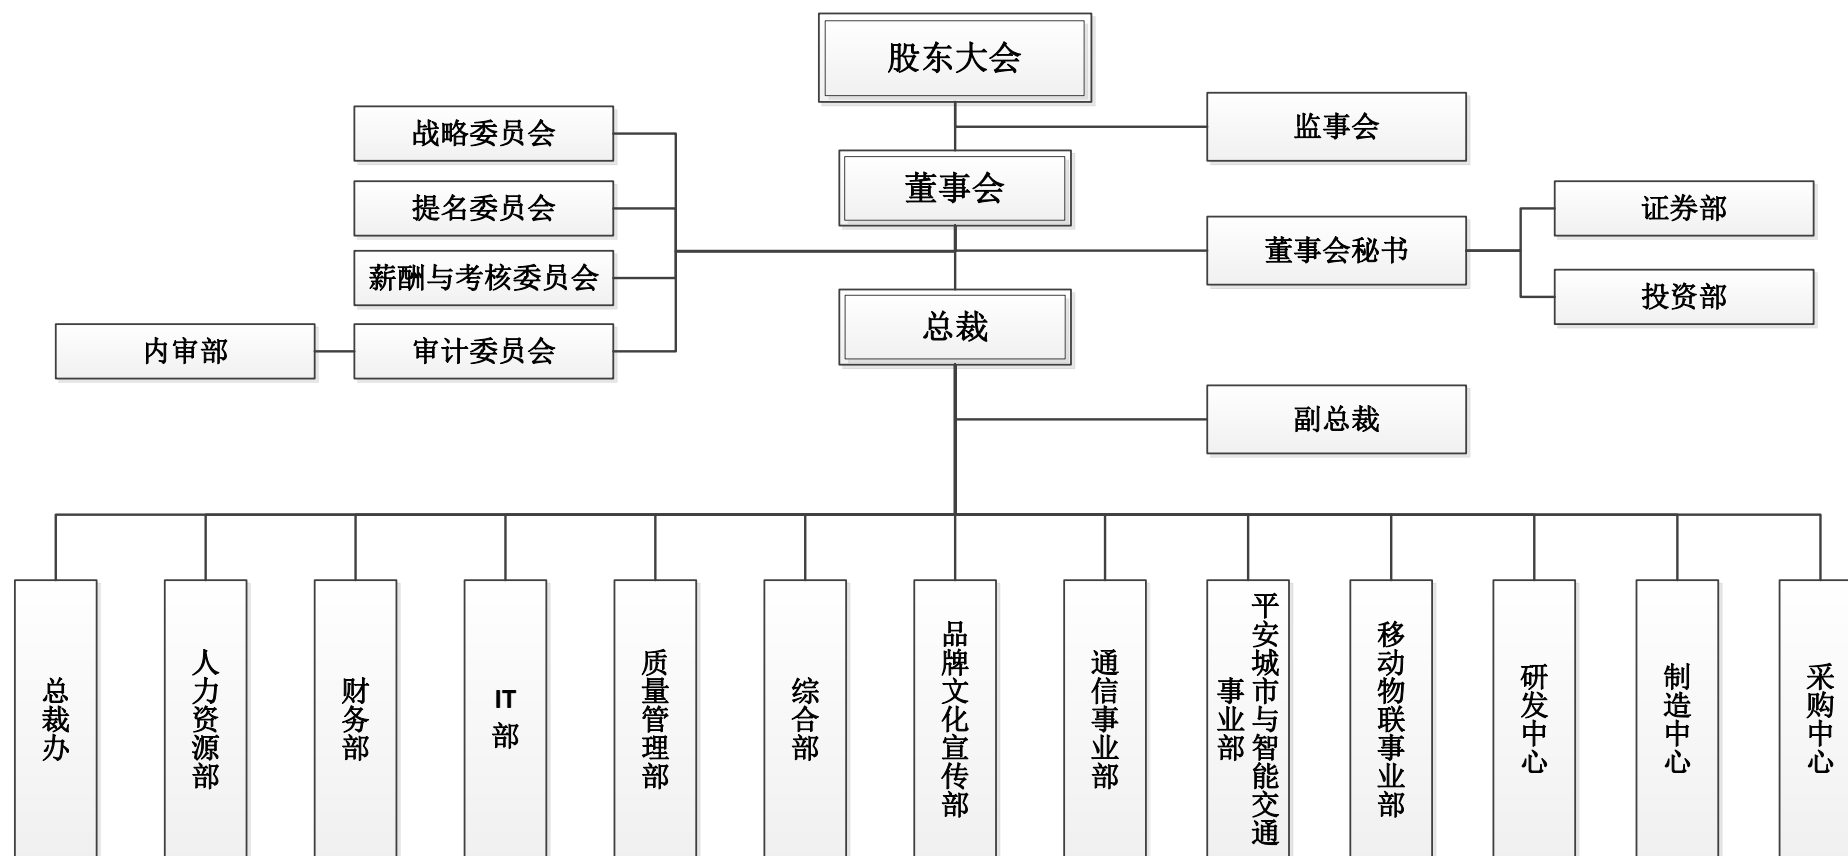 股东大会
监事会
战略委员会
董事会
提名委员会
证券部
董事会秘书
薪酬与考核委员会
投资部
总裁
内审部
审计委员会
副总裁
总裁办
人力资源部
财务部
IT
部
质量管理部
综合部
品牌文化宣传部
通信事业部
平安城市与智能交通
事业部
移动物联事业部
研发中心
制造中心
采购中心